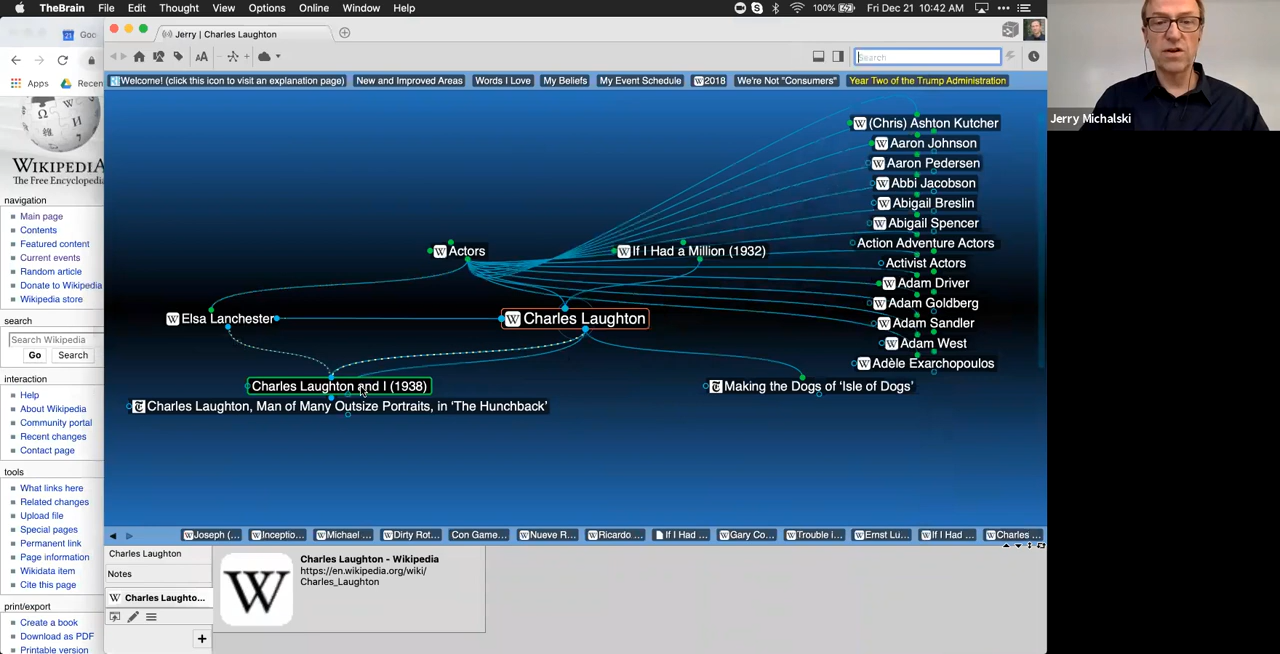 TheBrain File Edit Thought View Options Online Window Help 100% Fri Dec 21 10:42 AM
21 Goo
Jerry | Charles Laughton
Apps Recen
AA
Search
Welcome! (click this icon to visit an explanation page) New and Improved Areas Words I Love My Beliefs My Event Schedule W 2018 We're Not "Consumers" Year Two of the Trump Administration
WIKIPEDIA
The Free Encyclopedia
navigation
Main page
Contents
Featured content
Current events
Random article
Donate to Wikipedia
Wikipedia store
search
Search Wikipedia
Go Search
interaction
Help
About Wikipedia
Community portal
Recent changes
Contact page
tools
What links here
Related changes
Upload file
Special pages
Permanent link
Page information
Wikidata item
Cite this page
print/export
Create a book
Download as PDF
Printable version
W (Chris) Ashton Kutcher
W Aaron Johnson
W Aaron Pedersen
W Abbi Jacobson
W Abigail Breslin
W Abigail Spencer
Action Adventure Actors
Activist Actors
W Adam Driver
W Adam Goldberg
W Adam Sandler
W Adam West
W Adèle Exarchopoulos
W Actors
W If I Had a Million (1932)
W Elsa Lanchester
W Charles Laughton
Charles Laughton and I (1938)
T Making the Dogs of ‘Isle of Dogs’
T Charles Laughton, Man of Many Outsize Portraits, in ‘The Hunchback’
W Joseph (... W Inceptio... W Michael ... W Dirty Rot... Con Game... W Nueve R... W Ricardo ... If I Had ... W Gary Co... W Trouble i... W Ernst Lu... W If I Had ... W Charles ...
Charles Laughton
Notes
W Charles Laughto...
W
Charles Laughton - Wikipedia
https://en.wikipedia.org/wiki/
Charles_Laughton
Jerry Michalski